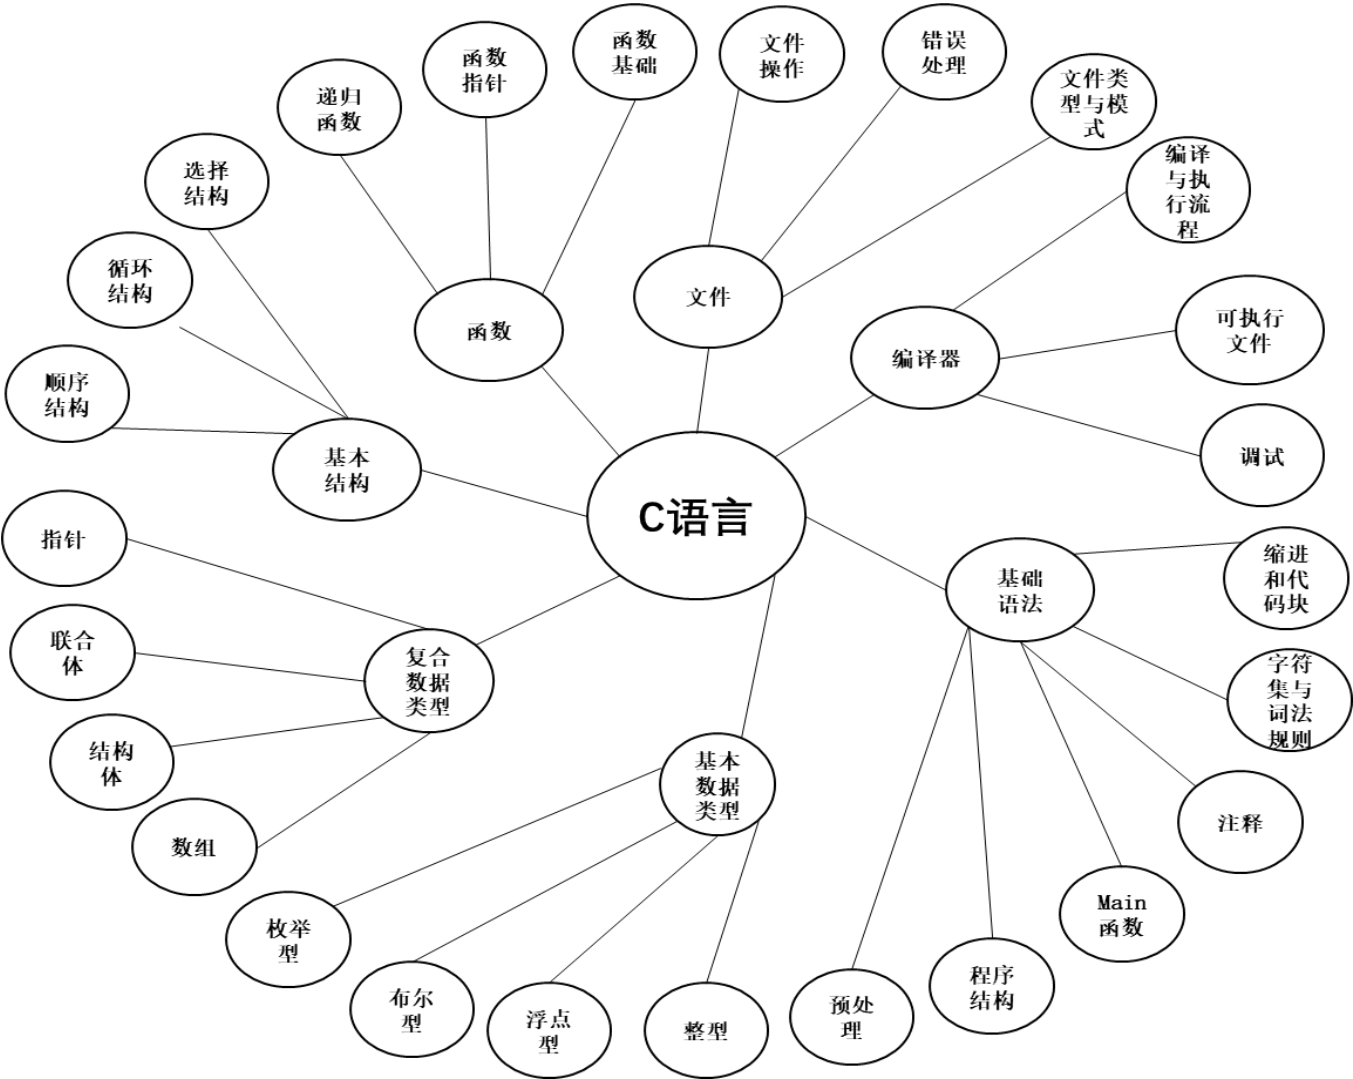 函数
基础
文件
操作
错误
处理
函数
指针
文件类
型与模
式
递归
函数
编译
与执
行流
程
选择
结构
循环
结构
文件
可执行
文件
函数
编译器
顺序
结构
基本
结构
调试
C语言
指针
缩进
和代
码块
基础
语法
联合
体
复合
数据
类型
字符
集与
词法
规则
结构
体
基本
数据
类型
注释
数组
枚举
型
Main
函数
布尔
型
程序
结构
预处
理
浮点
型
整型